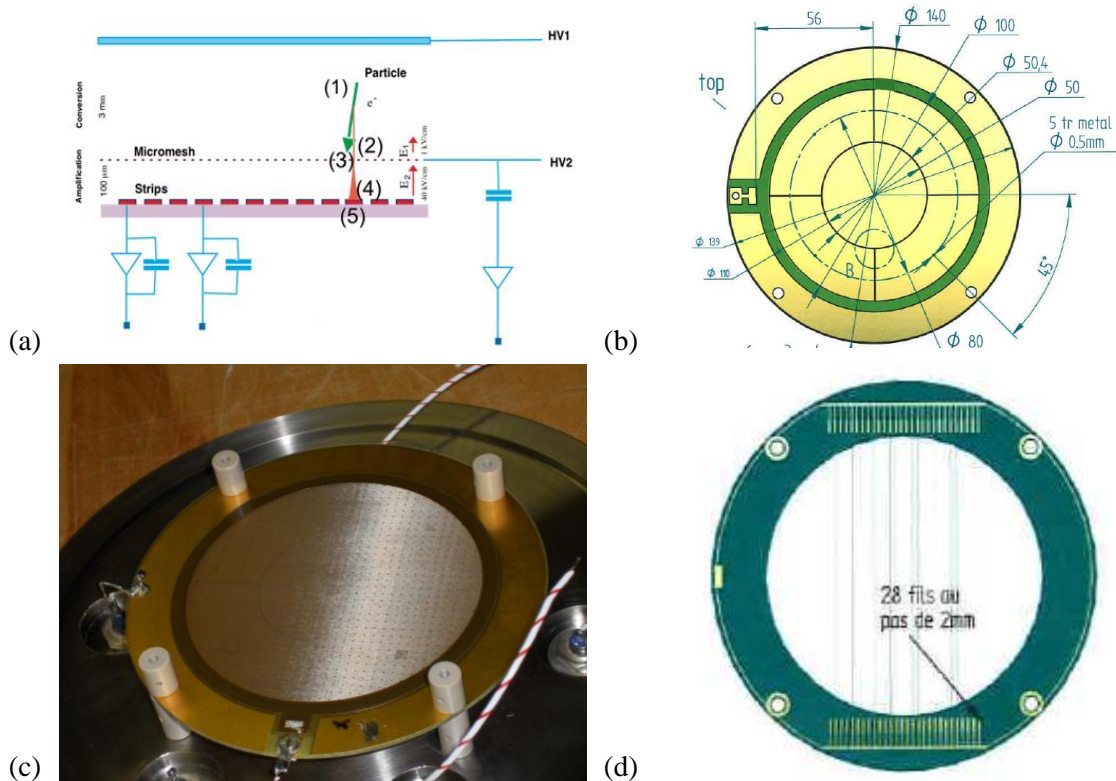 HV1
Particle
(1)
e-
Conversion
3 mm
(2)
E1
1 kV/cm
(3)
Micromesh
HV2
Amplification
100 μm
E2
40 kV/cm
(4)
Strips
(5)
(a)
56
Φ 140
Φ 100
Φ 50,4
Φ 50
top
5 tr metal
Φ 0.5mm
Φ 139
Φ 110
B
45°
Φ 80
(b)
(c)
28 fils au
pas de 2mm
(d)